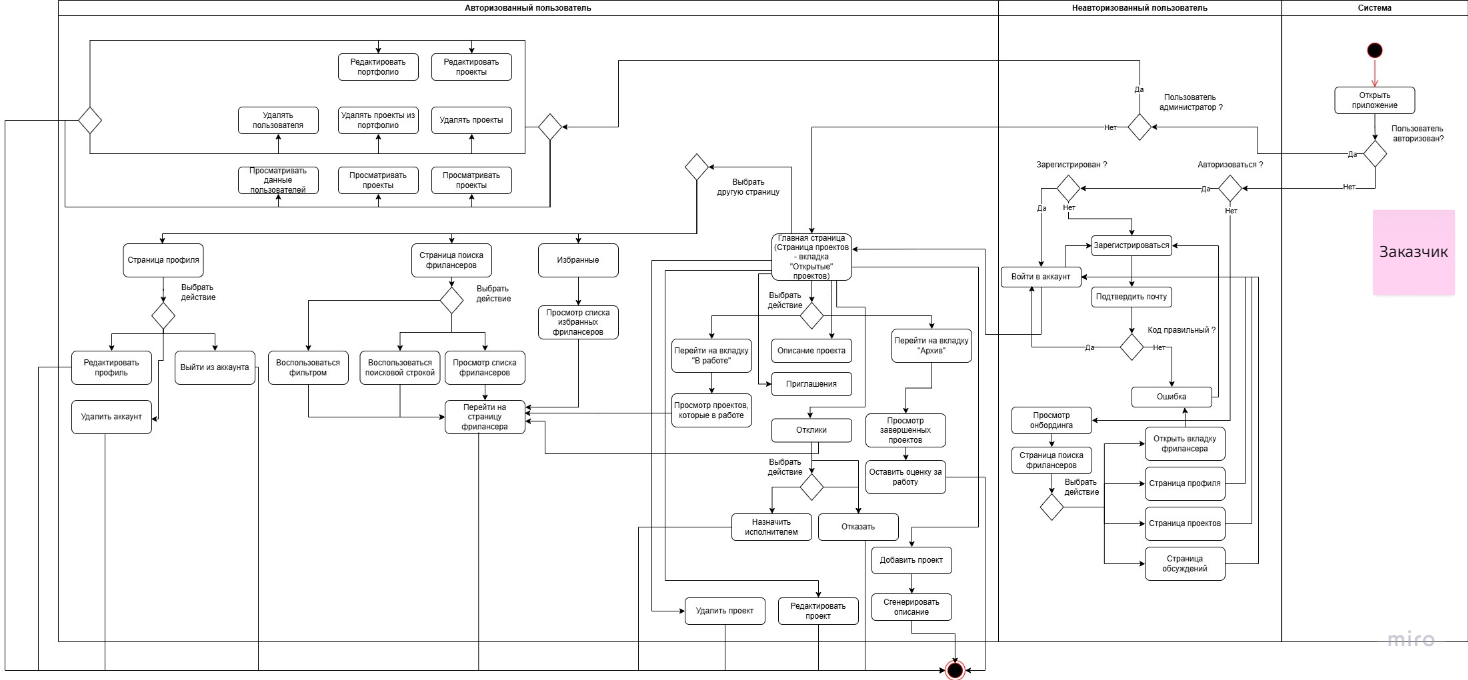 Авторизованный пользователь
Неавторизованный пользователь
Система
Редактировать
портфолио
Редактировать
проекты
Удалять
пользователя
Удалять проекты из
портфолио
Удалять проекты
Просматривать
данные
пользователей
Просматривать
проекты
Просматривать
проекты
Выбрать
другую страницу
Страница профиля
Выбрать
действие
Редактировать
профиль
Выйти из аккаунта
Удалить аккаунт
Страница поиска
фрилансеров
Выбрать
действие
Воспользоваться
фильтром
Воспользоваться
поисковой строкой
Просмотр списка
фрилансеров
Перейти на
страницу
фрилансера
Избранные
Просмотр списка
избранных
фрилансеров
Главная страница
(Страница проектов
- вкладка
"Открытые"
проектов)
Выбрать
действие
Перейти на вкладку
"В работе"
Просмотр проектов,
которые в работе
Описание проекта
Приглашения
Отклики
Выбрать
действие
Назначить
исполнителем
Отказать
Перейти на вкладку
"Архив"
Просмотр
завершенных
проектов
Оставить оценку за
работу
Добавить проект
Сгенерировать
описание
Удалить проект
Редактировать
проект
Да
Пользователь
администратор ?
Нет
Зарегистрирован ?
Авторизоваться ?
Да
Да
Нет
Нет
Зарегистрироваться
Войти в аккаунт
Подтвердить почту
Код правильный ?
Да
Нет
Ошибка
Просмотр
онбординга
Страница поиска
фрилансеров
Выбрать
действие
Открыть вкладку
фрилансера
Страница профиля
Страница проектов
Страница
обсуждений
Открыть
приложение
Пользователь
авторизован?
Да
Нет
Заказчик
miro